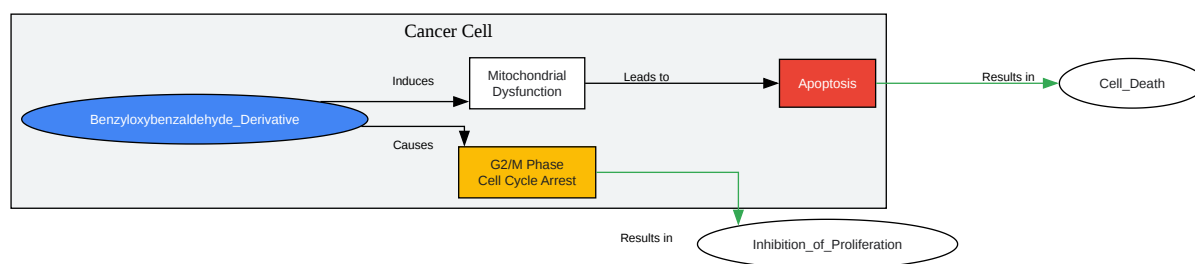 Cancer Cell
Induces
Mitochondrial
Dysfunction
Leads to
Apoptosis
Results in
Cell_Death
Benzyloxybenzaldehyde_Derivative
Causes
G2/M Phase
Cell Cycle Arrest
Results in
Inhibition_of_Proliferation